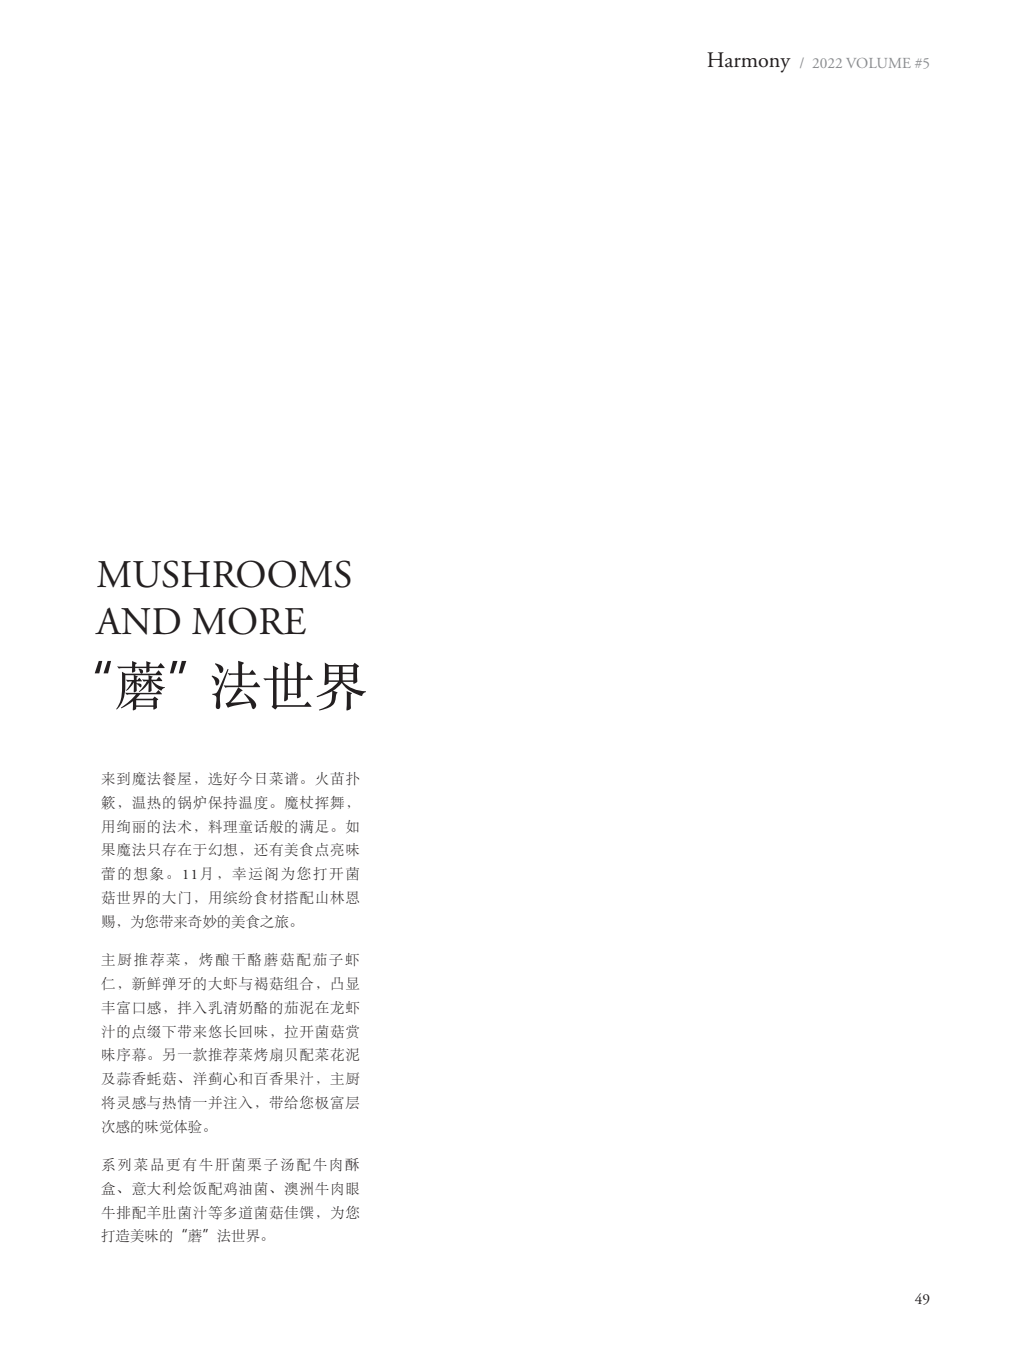 Harmony / 2022 VOLUME #5
MUSHROOMS
AND MORE
“蘑”法世界
来到魔法餐屋，选好今日菜谱。火苗扑
簌，温热的锅炉保持温度。魔杖挥舞，
用绚丽的法术，料理童话般的满足。如
果魔法只存在于幻想，还有美食点亮味
蕾的想象。11月，幸运阁为您打开菌
菇世界的大门，用缤纷食材搭配山林恩
赐，为您带来奇妙的美食之旅。
主厨推荐菜，烤酿干酪蘑菇配茄子虾
仁，新鲜弹牙的大虾与褐菇组合，凸显
丰富口感，拌入乳清奶酪的茄泥在龙虾
汁的点缀下带来悠长回味，拉开菌菇赏
味序幕。另一款推荐菜烤扇贝配菜花泥
及蒜香蚝菇、洋蓟心和百香果汁，主厨
将灵感与热情一并注入，带给您极富层
次感的味觉体验。
系列菜品更有牛肝菌栗子汤配牛肉酥
盒、意大利烩饭配鸡油菌、澳洲牛肉眼
牛排配羊肚菌汁等多道菌菇佳馔，为您
打造美味的“蘑”法世界。
49